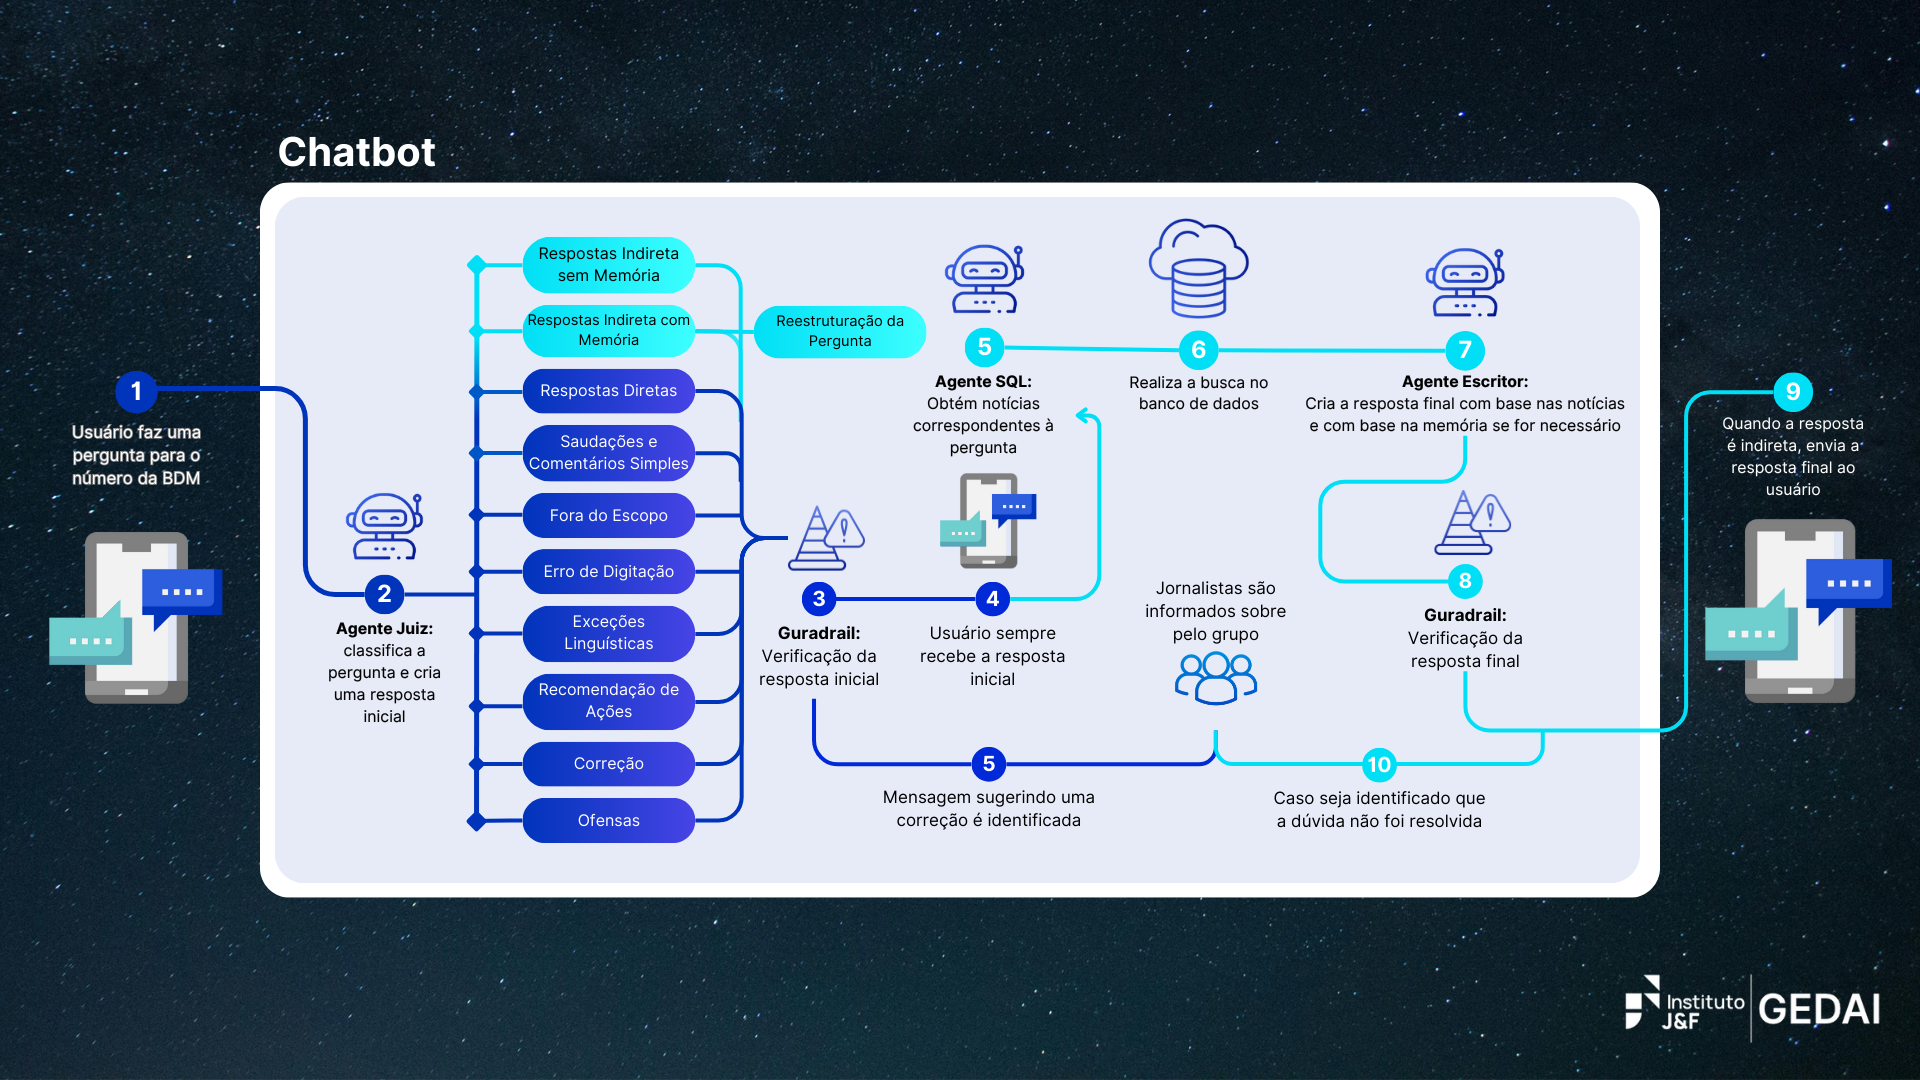 Chatbot
1
Usuário faz uma
pergunta para o
número da BDM
2
Agente Juiz:
classifica a
pergunta e cria
uma resposta
inicial
Respostas Indireta
sem Memória
Respostas Indireta com
Memória
Respostas Diretas
Saudações e
Comentários Simples
Fora do Escopo
Erro de Digitação
Exceções
Linguísticas
Recomendação de
Ações
Correção
Ofensas
Reestruturação da
Pergunta
3
Guradrail:
Verificação da
resposta inicial
4
Usuário sempre
recebe a resposta
inicial
5
Mensagem sugerindo uma
correção é identificada
Jornalistas são
informados sobre
pelo grupo
5
Agente SQL:
Obtém notícias
correspondentes à
pergunta
6
Realiza a busca no
banco de dados
7
Agente Escritor:
Cria a resposta final com base nas notícias
e com base na memória se for necessário
8
Guradrail:
Verificação da
resposta final
9
Quando a resposta
é indireta, envia a
resposta final ao
usuário
10
Caso seja identificado que
a dúvida não foi resolvida
Instituto
J&F
GEDAI